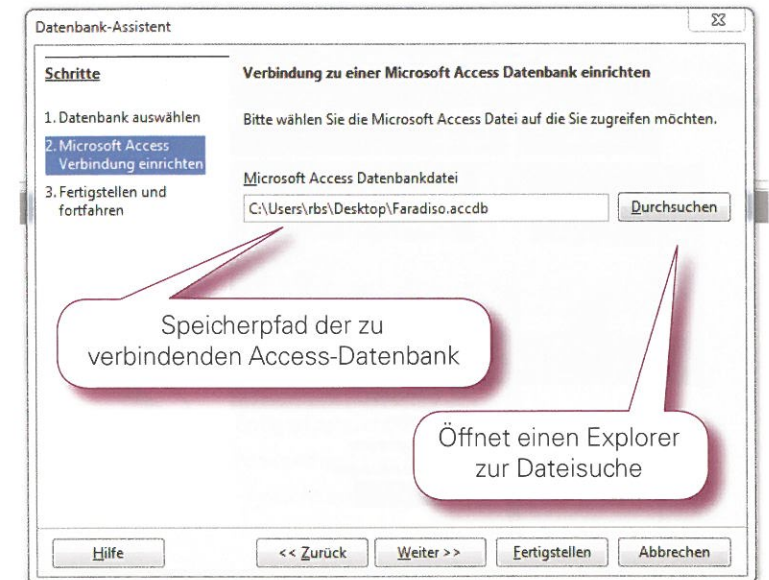 Datenbank-Assistent
Schritte
1. Datenbank auswählen
2. Microsoft Access
Verbindung einrichten
3. Fertigstellen und
fortfahren
Verbindung zu einer Microsoft Access Datenbank einrichten
Bitte wählen Sie die Microsoft Access Datei auf die Sie zugreifen möchten.
Microsoft Access Datenbankdatei
C:\Users\rbs\Desktop\Faradiso.accdb
Durchsuchen
Speicherpfad der zu
verbindenden Access-Datenbank
Öffnet einen Explorer
zur Dateisuche
Hilfe
<< Zurück
Weiter >>
Fertigstellen
Abbrechen